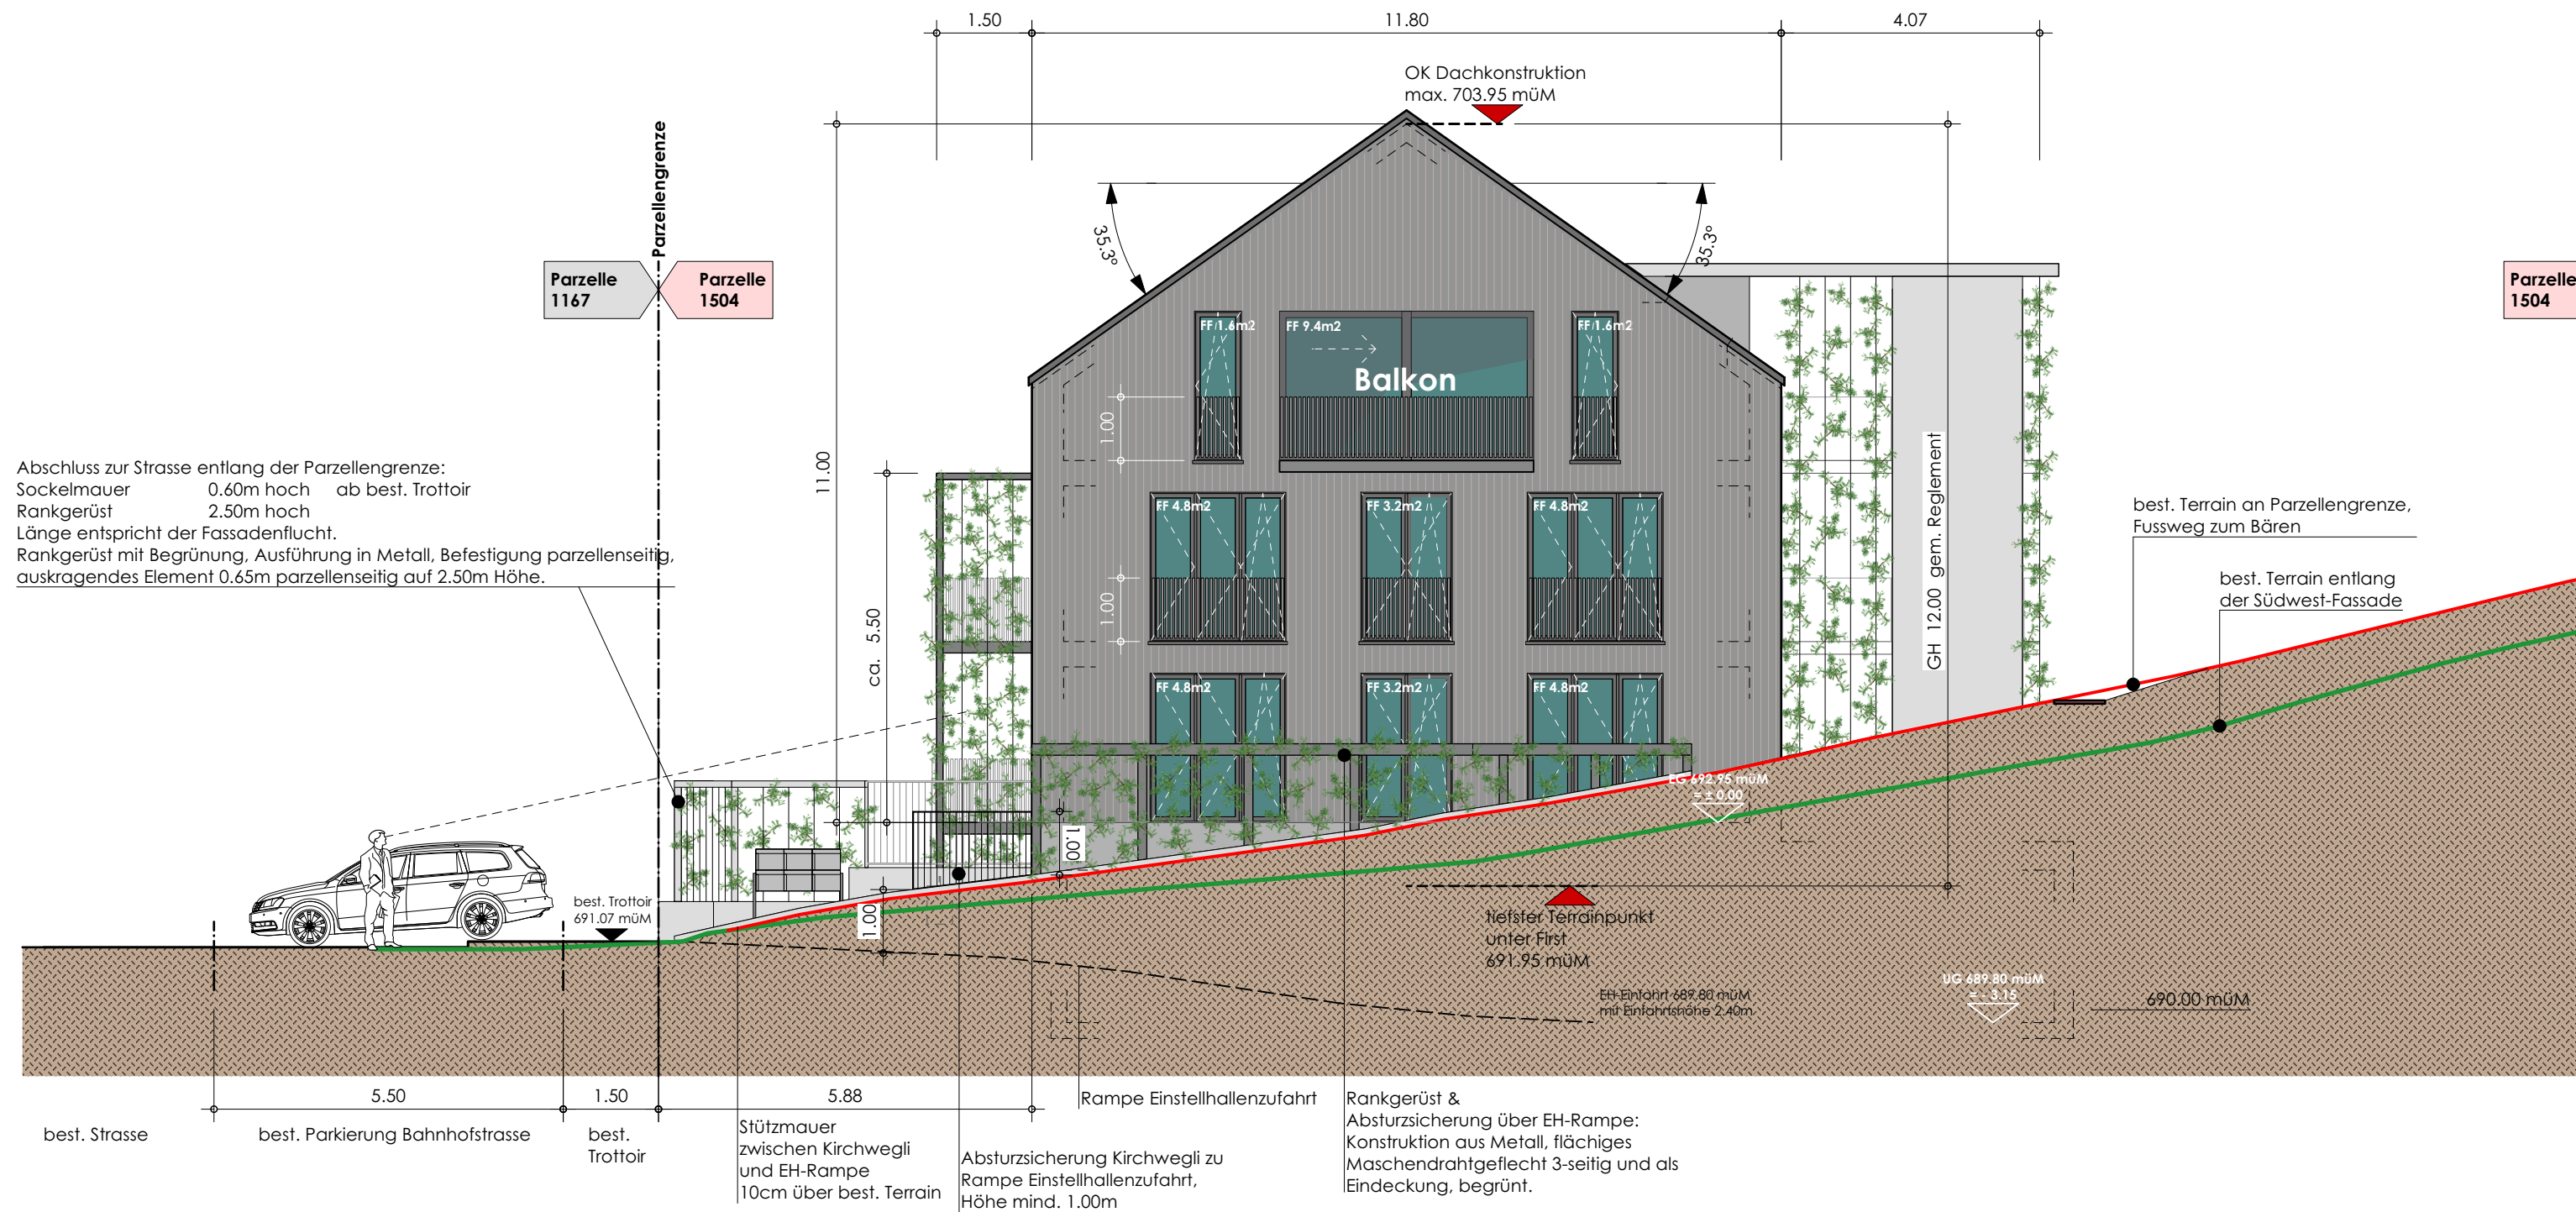 1.50
11.80
4.07
OK Dachkonstruktion
max. 703.95 müM
Parzellengrenze
35.3°
35.3°
Parzelle
1167
Parzelle
1504
Parzelle
1504
FF 1.6m2
FF 9.4m2
FF 1.6m2
Balkon
1.00
11.00
GH 12.00 gem. Reglement
Abschluss zur Strasse entlang der Parzellengrenze:
Sockelmauer 0.60m hoch ab best. Trottoir
Rankgerüst 2.50m hoch
Länge entspricht der Fassadenflucht.
Rankgerüst mit Begrünung, Ausführung in Metall, Befestigung parzellenseitig,
auskragendes Element 0.65m parzellenseitig auf 2.50m Höhe.
FF 4.8m2
FF 3.2m2
FF 4.8m2
best. Terrain an Parzellengrenze,
Fussweg zum Bären
best. Terrain entlang
der Südwest-Fassade
1.00
ca. 5.50
FF 4.8m2
FF 3.2m2
FF 4.8m2
EG 692.95 müM
= ± 0.00
1.00
best. Trottoir
691.07 müM
1.00
tiefster Terrainpunkt
unter First
691.95 müM
EH-Einfahrt 689.80 müM
mit Einfahrtshöhe 2.40m
UG 689.80 müM
= - 3.15
690.00 müM
5.50
1.50
5.88
best. Strasse
best. Parkierung Bahnhofstrasse
best.
Trottoir
Stützmauer
zwischen Kirchwegli
und EH-Rampe
10cm über best. Terrain
Absturzsicherung Kirchwegli zu
Rampe Einstellhallenzufahrt,
Höhe mind. 1.00m
Rampe Einstellhallenzufahrt
Rankgerüst &
Absturzsicherung über EH-Rampe:
Konstruktion aus Metall, flächiges
Maschendrahtgeflecht 3-seitig und als
Eindeckung, begrünt.